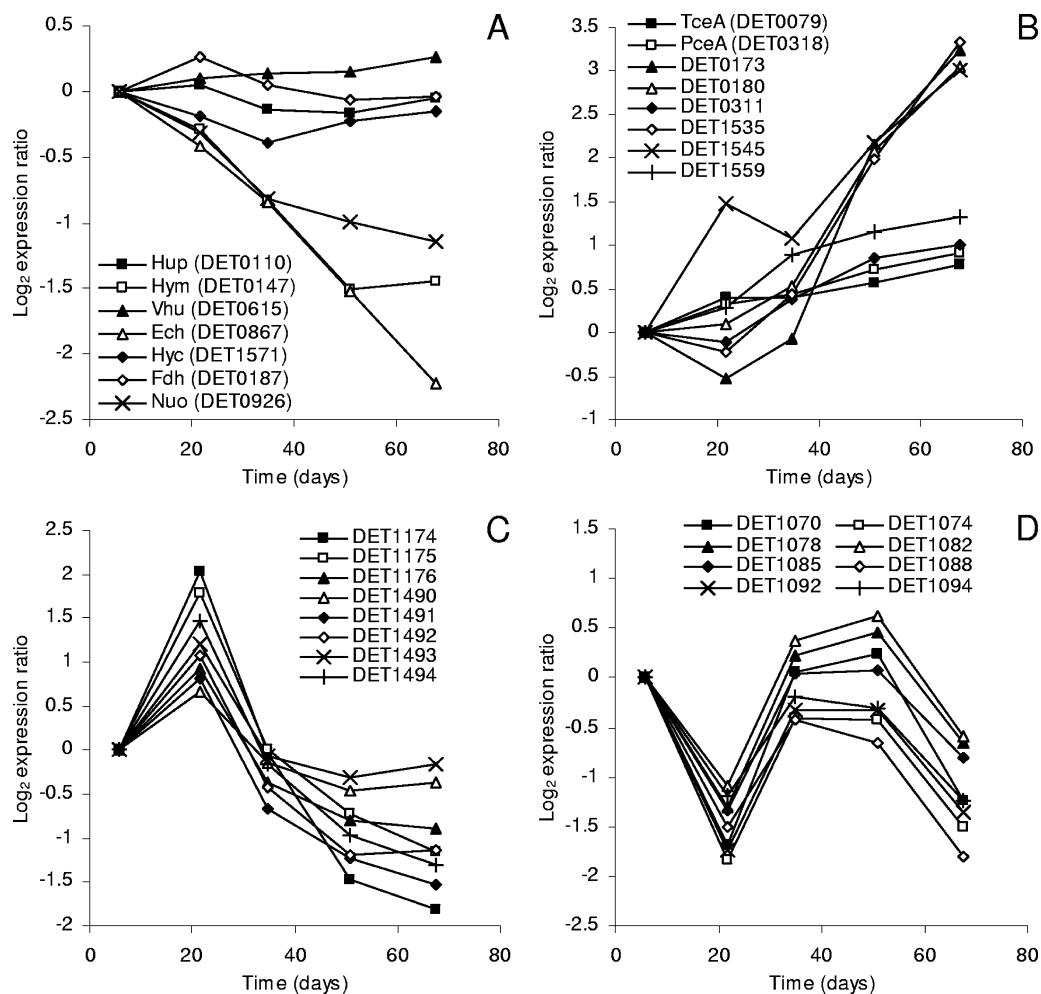 A
0.5
0
-0.5
-1
-1.5
-2
-2.5
Log2 expression ratio
Hup (DET0110)
Hym (DET0147)
Vhu (DET0615)
Ech (DET0867)
Hyc (DET1571)
Fdh (DET0187)
Nuo (DET0926)
0 20 40 60 80
Time (days)
B
3.5
3
2.5
2
1.5
1
0.5
0
-0.5
-1
Log2 expression ratio
TceA (DET0079)
PceA (DET0318)
DET0173
DET0180
DET0311
DET1535
DET1545
DET1559
0 20 40 60 80
Time (days)
C
2.5
2
1.5
1
0.5
0
-0.5
-1
-1.5
-2
Log2 expression ratio
DET1174
DET1175
DET1176
DET1490
DET1491
DET1492
DET1493
DET1494
0 20 40 60 80
Time (days)
D
1.5
1
0.5
0
-0.5
-1
-1.5
-2
-2.5
Log2 expression ratio
DET1070 DET1074
DET1078 DET1082
DET1085 DET1088
DET1092 DET1094
0 20 40 60 80
Time (days)